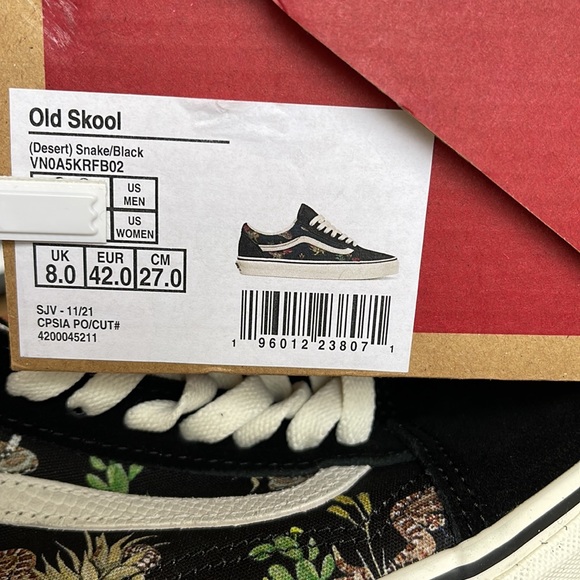 Old Skool
(Desert) Snake/Black
VN0A5KRFB02
US MEN
US WOMEN
UK EUR CM
8.0 42.0 27.0
SJV - 11/21
CPSIA PO/CUT#
4200045211
1 96012 23807 1